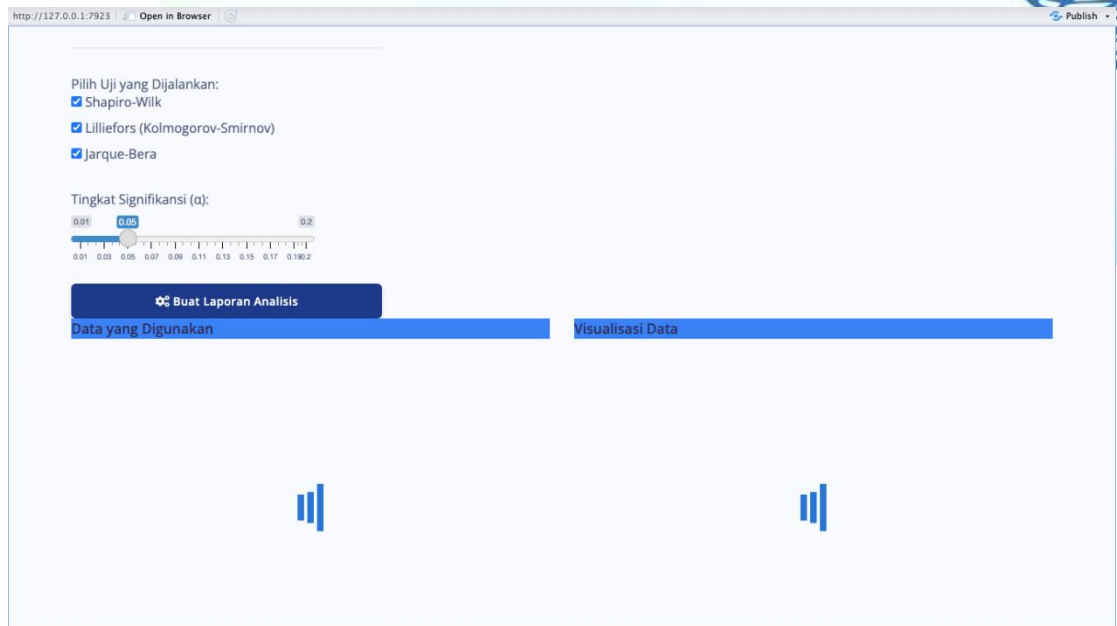 http://127.0.0.1:7923 Open in Browser Publish
Pilih Uji yang Dijalankan:
Shapiro-Wilk
Lilliefors (Kolmogorov-Smirnov)
Jarque-Bera
Tingkat Signifikansi (α):
0.01 0.05 0.2
0.01 0.03 0.05 0.07 0.09 0.11 0.13 0.15 0.17 0.190.2
Buat Laporan Analisis
Data yang Digunakan Visualisasi Data